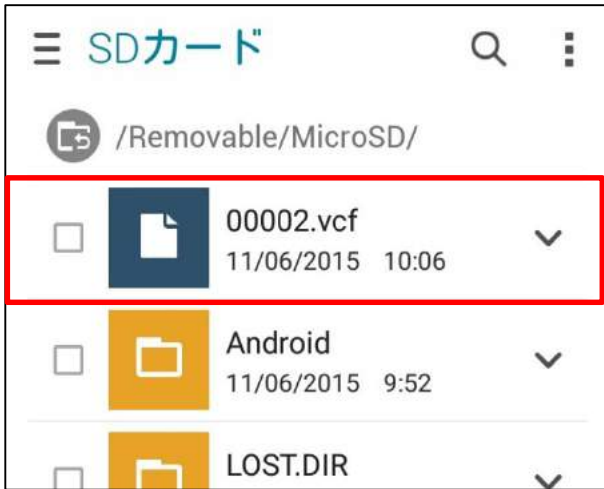 SDカード
/Removable/MicroSD/
00002.vcf
11/06/2015 10:06
Android
11/06/2015 9:52
LOST.DIR